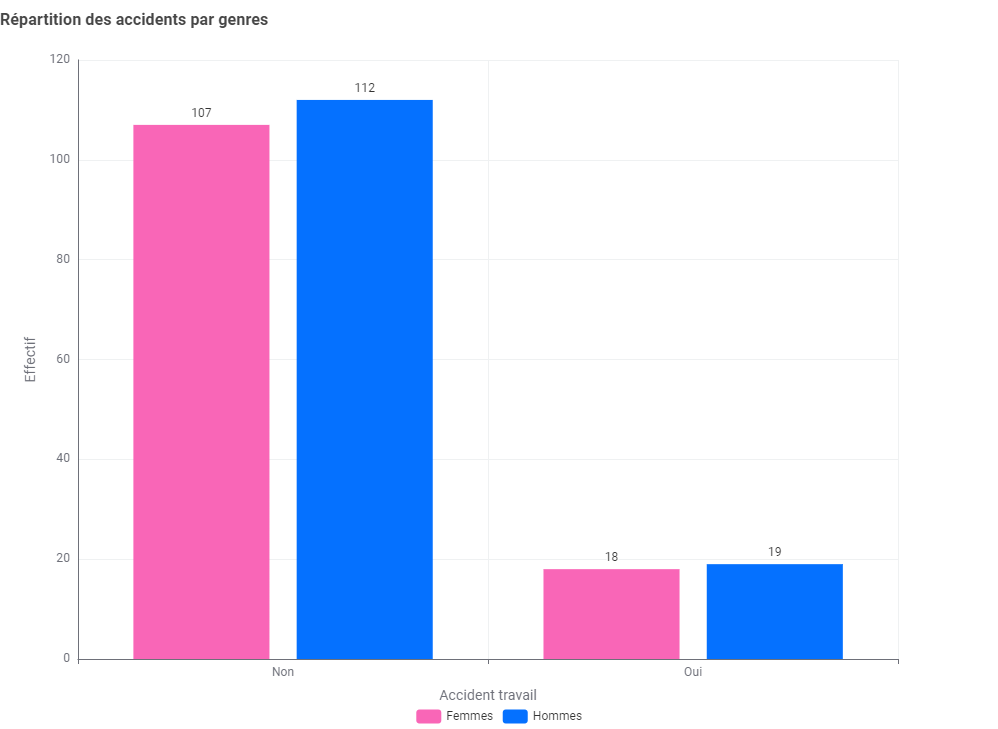 Répartition des accidents par genres
120
100
80
60
40
20
0
Effectif
107
112
18
19
Non
Oui
Accident travail
Femmes
Hommes